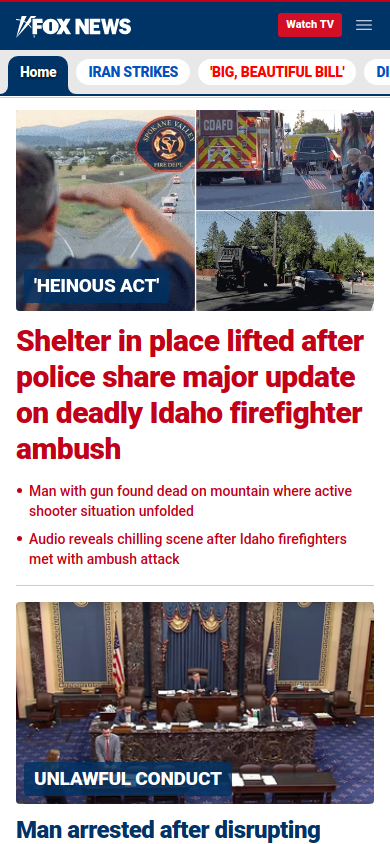 FOX NEWS
Watch TV
Home
IRAN STRIKES
'BIG, BEAUTIFUL BILL'
DI
SPOKANE VALLEY
SV
FIRE DEPT.
CDAFD
'HEINOUS ACT'
Shelter in place lifted after
police share major update
on deadly Idaho firefighter
ambush
• Man with gun found dead on mountain where active
shooter situation unfolded
• Audio reveals chilling scene after Idaho firefighters
met with ambush attack
UNLAWFUL CONDUCT
Man arrested after disrupting